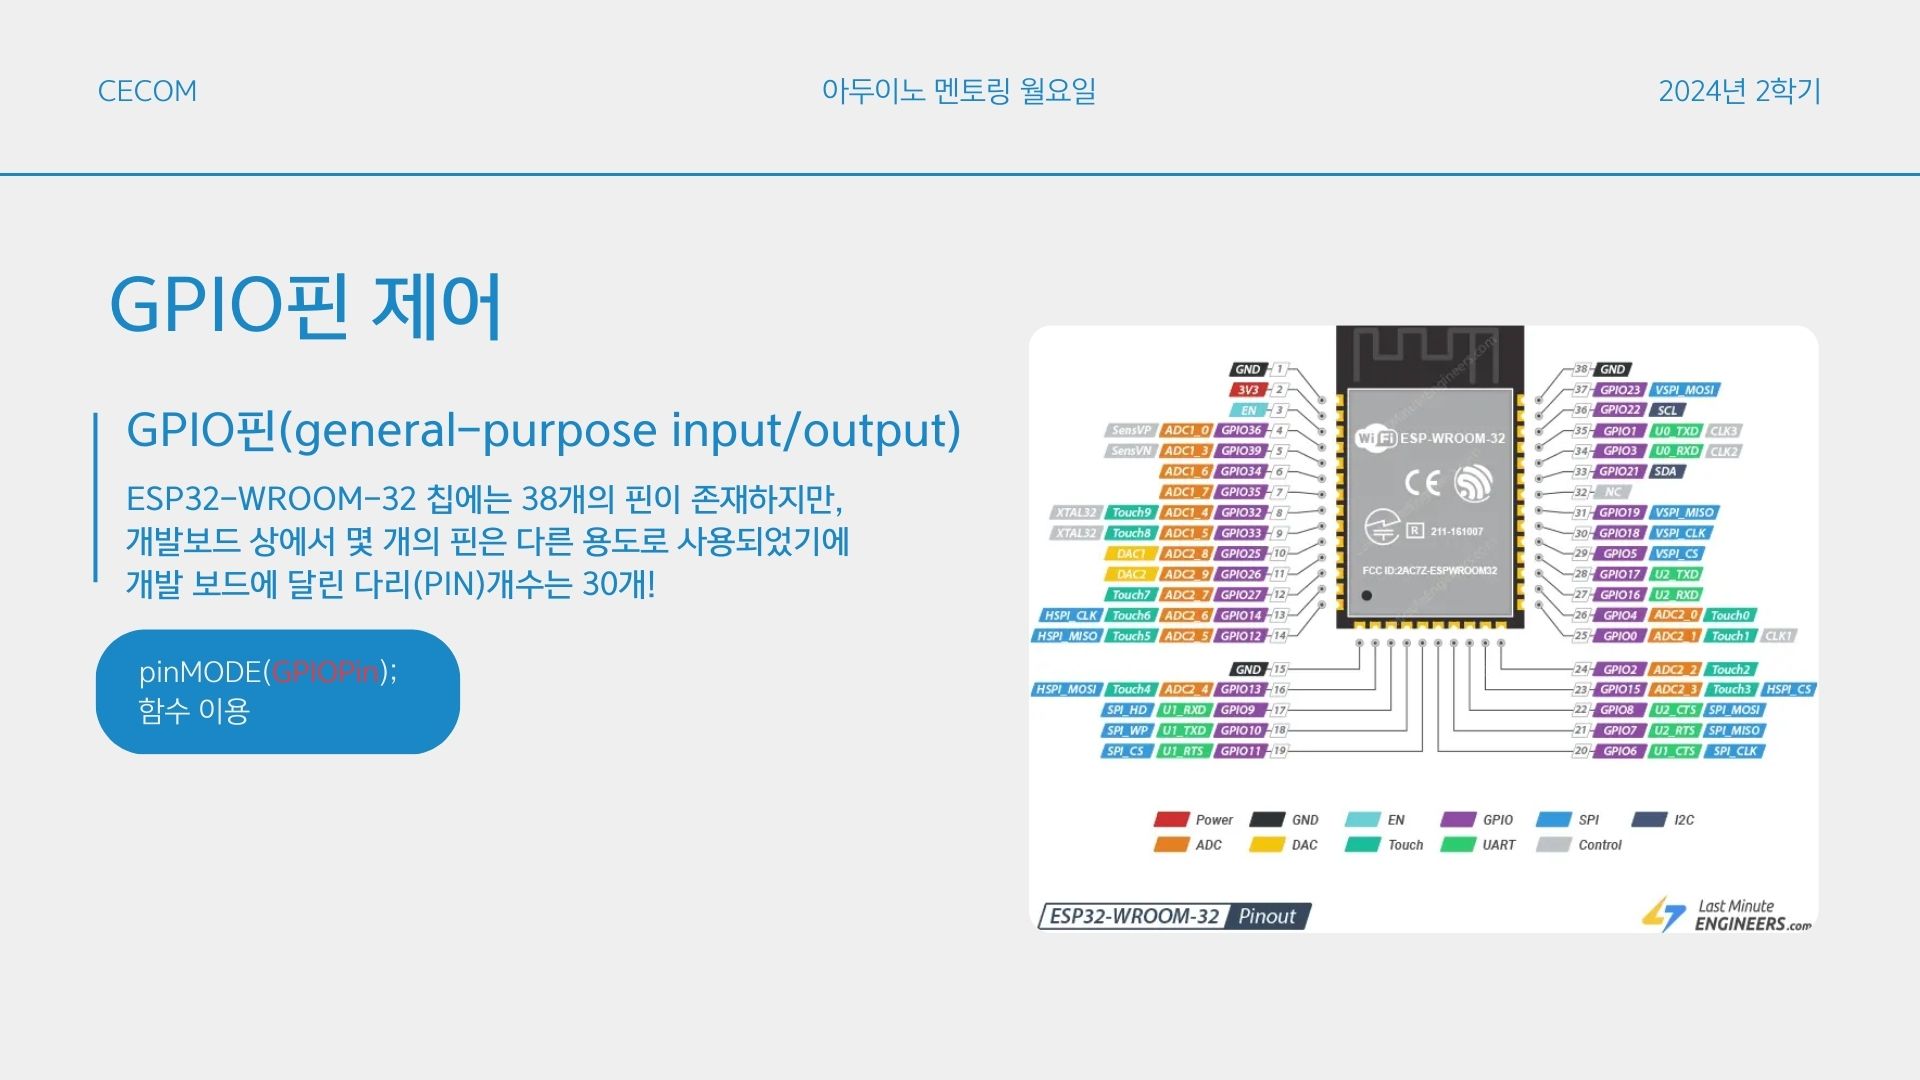 CECOM
아두이노 멘토링 월요일
2024년 2학기
GPIO핀 제어
GPIO핀(general-purpose input/output)
ESP32-WROOM-32 칩에는 38개의 핀이 존재하지만,
개발보드 상에서 몇 개의 핀은 다른 용도로 사용되었기에
개발 보드에 달린 다리(PIN)개수는 30개!
pinMODE(GPIOPin);
함수 이용
GND 1
3V3 2
EN 3
SensVP ADC1_0 GPIO36 4
SensVN ADC1_3 GPIO39 5
ADC1_6 GPIO34 6
ADC1_7 GPIO35 7
XTAL32 Touch9 ADC1_4 GPIO32 8
XTAL32 Touch8 ADC1_5 GPIO33 9
DAC1 ADC2_8 GPIO25 10
DAC2 ADC2_9 GPIO26 11
Touch7 ADC2_7 GPIO27 12
HSPI_CLK Touch6 ADC2_6 GPIO14 13
HSPI_MISO Touch5 ADC2_5 GPIO12 14
GND 15
HSPI_MOSI Touch4 ADC2_4 GPIO13 16
SPI_HD U1_RXD GPIO9 17
SPI_WP U1_TXD GPIO10 18
SPI_CS U1_RTS GPIO11 19
WiFi ESP-WROOM-32
CE
R 211-161007
FCC ID:2AC7Z-ESPWROOM32
38 GND
37 GPIO23 VSPI_MOSI
36 GPIO22 SCL
35 GPIO1 U0_TXD CLK3
34 GPIO3 U0_RXD CLK2
33 GPIO21 SDA
32 NC
31 GPIO19 VSPI_MISO
30 GPIO18 VSPI_CLK
29 GPIO5 VSPI_CS
28 GPIO17 U2_TXD
27 GPIO16 U2_RXD
26 GPIO4 ADC2_0 Touch0
25 GPIO0 ADC2_1 Touch1 CLK1
24 GPIO2 ADC2_2 Touch2
23 GPIO15 ADC2_3 Touch3 HSPI_CS
22 GPIO8 U2_CTS SPI_MOSI
21 GPIO7 U2_RTS SPI_MISO
20 GPIO6 U1_CTS SPI_CLK
Power GND EN GPIO SPI I2C
ADC DAC Touch UART Control
ESP32-WROOM-32 Pinout
Last Minute
ENGINEERS.com